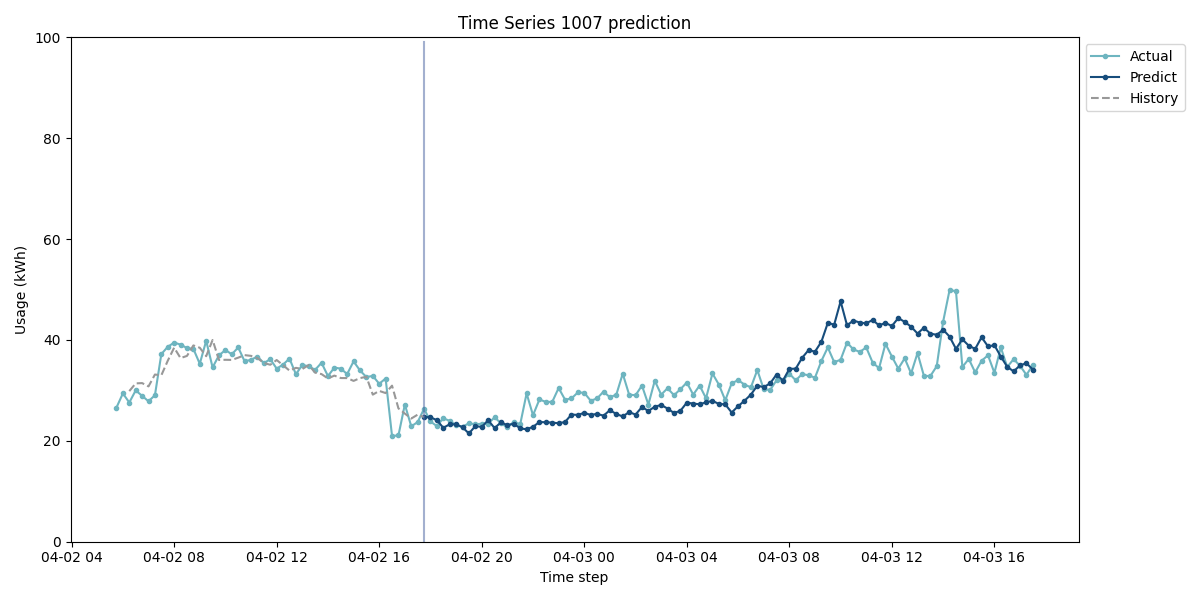 Time Series 1007 prediction
100
80
60
40
20
0
Usage (kWh)
04-02 04
04-02 08
04-02 12
04-02 16
04-02 20
04-03 00
04-03 04
04-03 08
04-03 12
04-03 16
Time step
Actual
Predict
History